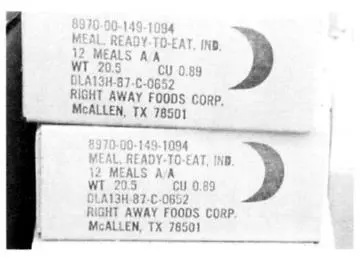 8970-00-149-1094
MEAL, READY-TO-EAT, IND.
12 MEALS A/A
WT 20.5 CU 0.89
DLA13H-87-C-0652
RIGHT AWAY FOODS CORP.
McALLEN, TX 78501
8970-00-149-1094
MEAL, READY-TO-EAT, IND.
12 MEALS A/A
WT 20.5 CU 0.89
DLA13H-87-C-0652
RIGHT AWAY FOODS CORP.
McALLEN, TX 78501